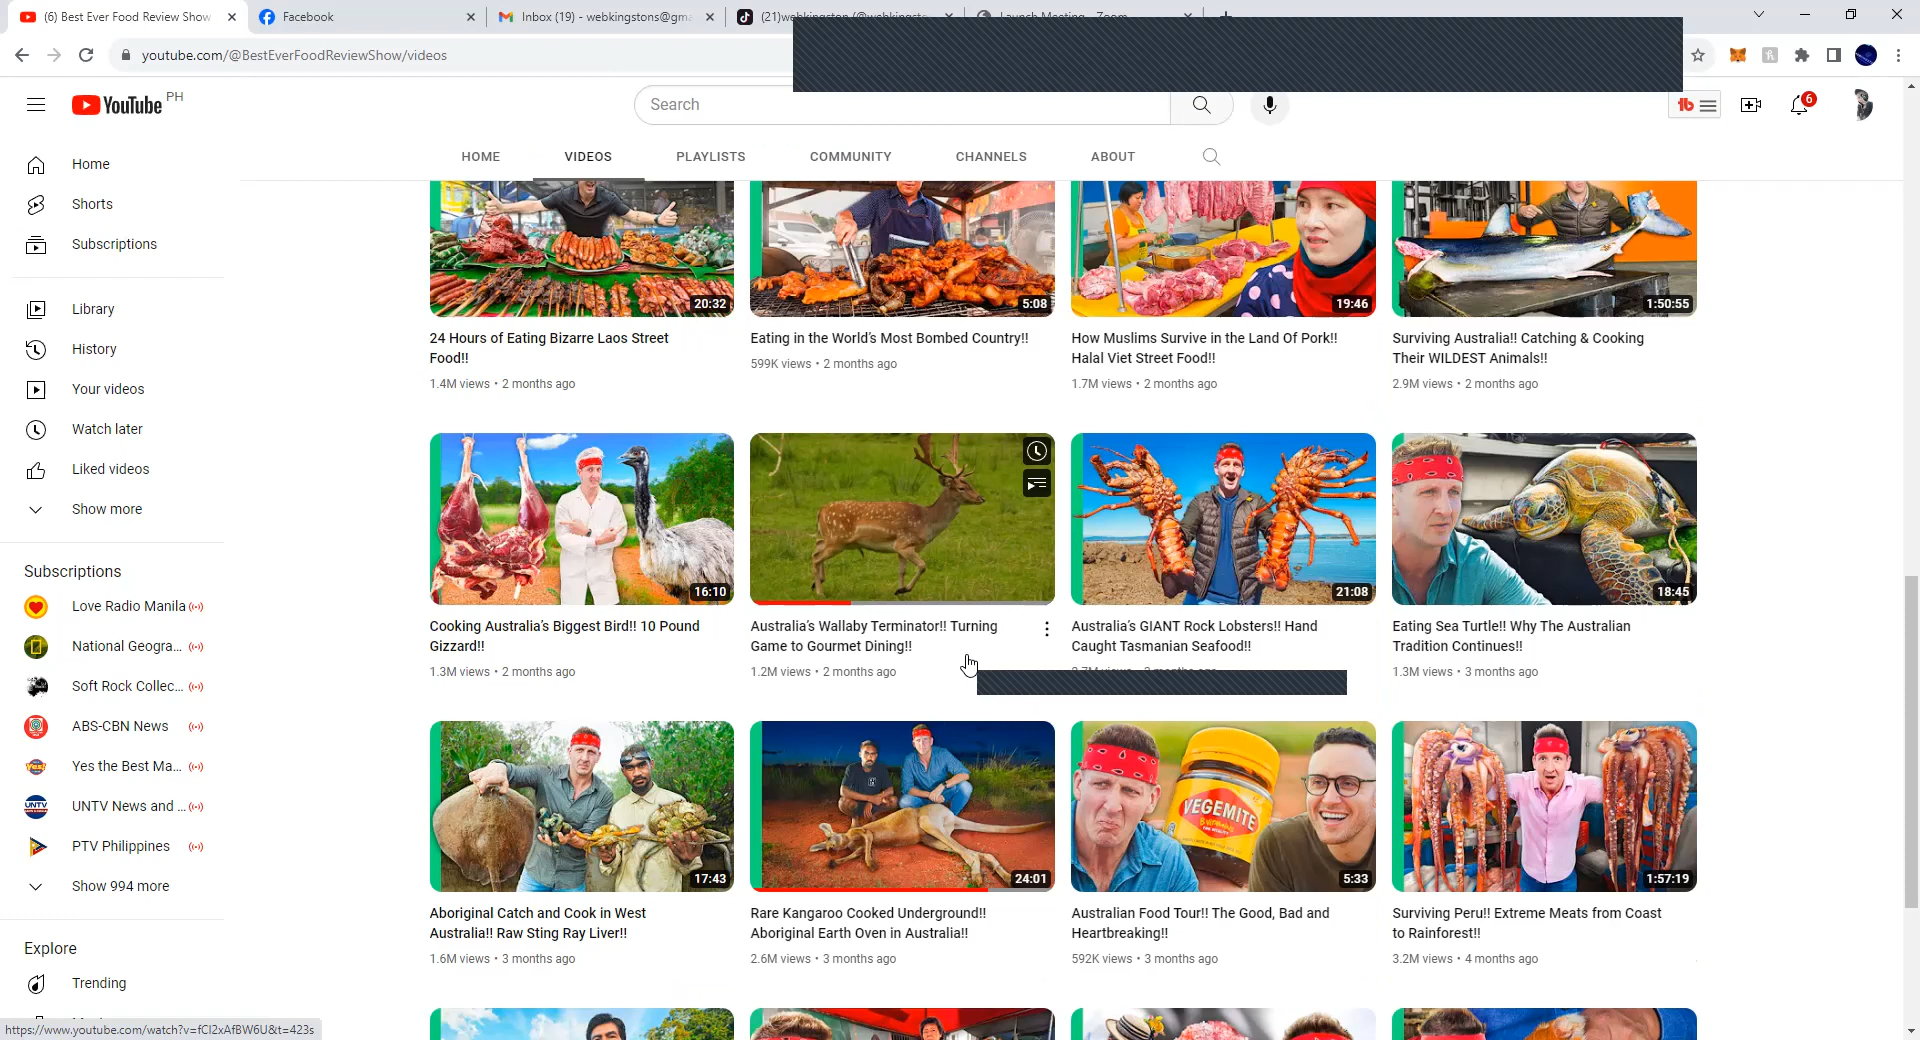 (6) Best Ever Food Review Show
Facebook
Inbox (19) - webkingstons@gma
youtube.com/@BestEverFoodReviewShow/videos
YouTube PH
Search
6
HOME VIDEOS PLAYLISTS COMMUNITY CHANNELS ABOUT
Home
Shorts
Subscriptions
Library
History
Your videos
Watch later
Liked videos
Show more
Subscriptions
Love Radio Manila
National Geogra...
Soft Rock Collec...
ABS-CBN News
Yes the Best Ma...
UNTV News and ...
PTV Philippines
Show 994 more
Explore
Trending
20:32
24 Hours of Eating Bizarre Laos Street
Food!!
1.4M views • 2 months ago
5:08
Eating in the World's Most Bombed Country!!
599K views • 2 months ago
19:46
How Muslims Survive in the Land Of Pork!!
Halal Viet Street Food!!
1.7M views • 2 months ago
1:50:55
Surviving Australia!! Catching & Cooking
Their WILDEST Animals!!
2.9M views • 2 months ago
16:10
Cooking Australia's Biggest Bird!! 10 Pound
Gizzard!!
1.3M views • 2 months ago
Australia's Wallaby Terminator!! Turning
Game to Gourmet Dining!!
1.2M views • 2 months ago
21:08
Australia's GIANT Rock Lobsters!! Hand
Caught Tasmanian Seafood!!
18:45
Eating Sea Turtle!! Why The Australian
Tradition Continues!!
1.3M views • 3 months ago
17:43
Aboriginal Catch and Cook in West
Australia!! Raw Sting Ray Liver!!
1.6M views • 3 months ago
24:01
Rare Kangaroo Cooked Underground!!
Aboriginal Earth Oven in Australia!!
2.6M views • 3 months ago
VEGEMITE
5:33
Australian Food Tour!! The Good, Bad and
Heartbreaking!!
592K views • 3 months ago
1:57:19
Surviving Peru!! Extreme Meats from Coast
to Rainforest!!
3.2M views • 4 months ago
https://www.youtube.com/watch?v=fCl2xAfBW6U&t=423s